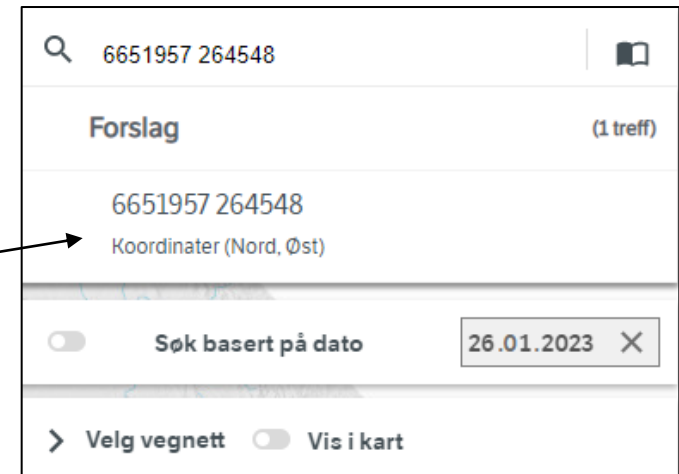 6651957 264548
Forslag (1 treff)
6651957 264548
Koordinater (Nord, Øst)
Søk basert på dato 26.01.2023
Velg vegnett Vis i kart